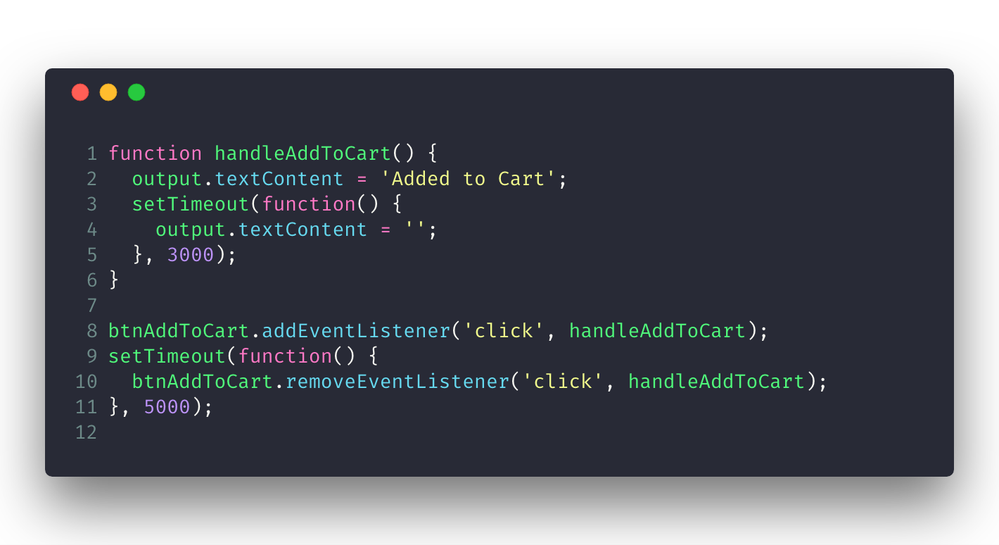 1 function handleAddToCart() {
2   output.textContent = 'Added to Cart';
3   setTimeout(function() {
4     output.textContent = '';
5   }, 3000);
6 }
7
8 btnAddToCart.addEventListener('click', handleAddToCart);
9 setTimeout(function() {
10   btnAddToCart.removeEventListener('click', handleAddToCart);
11 }, 5000);
12